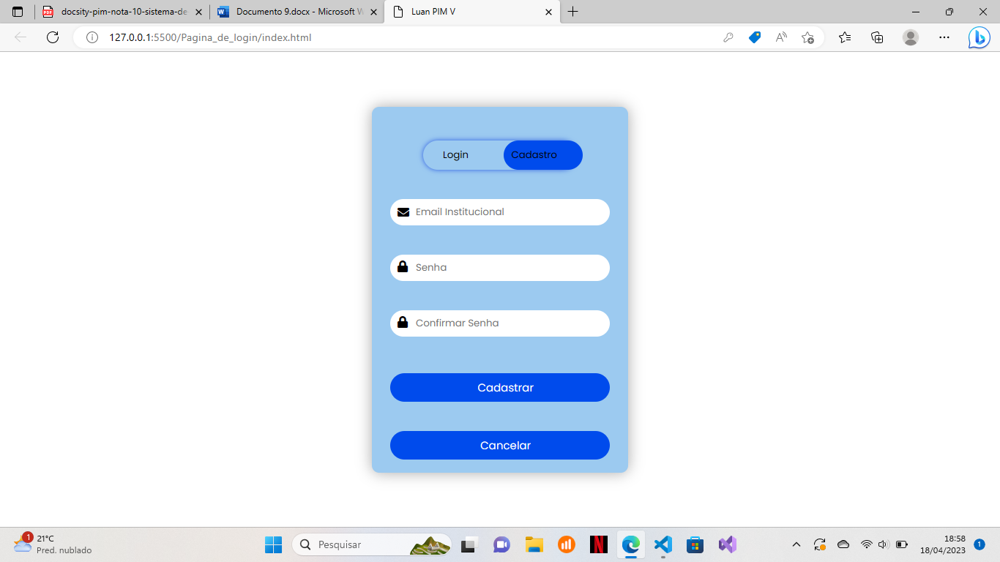 docsity-pim-nota-10-sistema-de
Documento 9.docx - Microsoft W
Luan PIM V
127.0.0.1:5500/Pagina_de_login/index.html
Login
Cadastro
Email Institucional
Senha
Confirmar Senha
Cadastrar
Cancelar
1
21°C
Pred. nublado
Pesquisar
18:58
18/04/2023
1